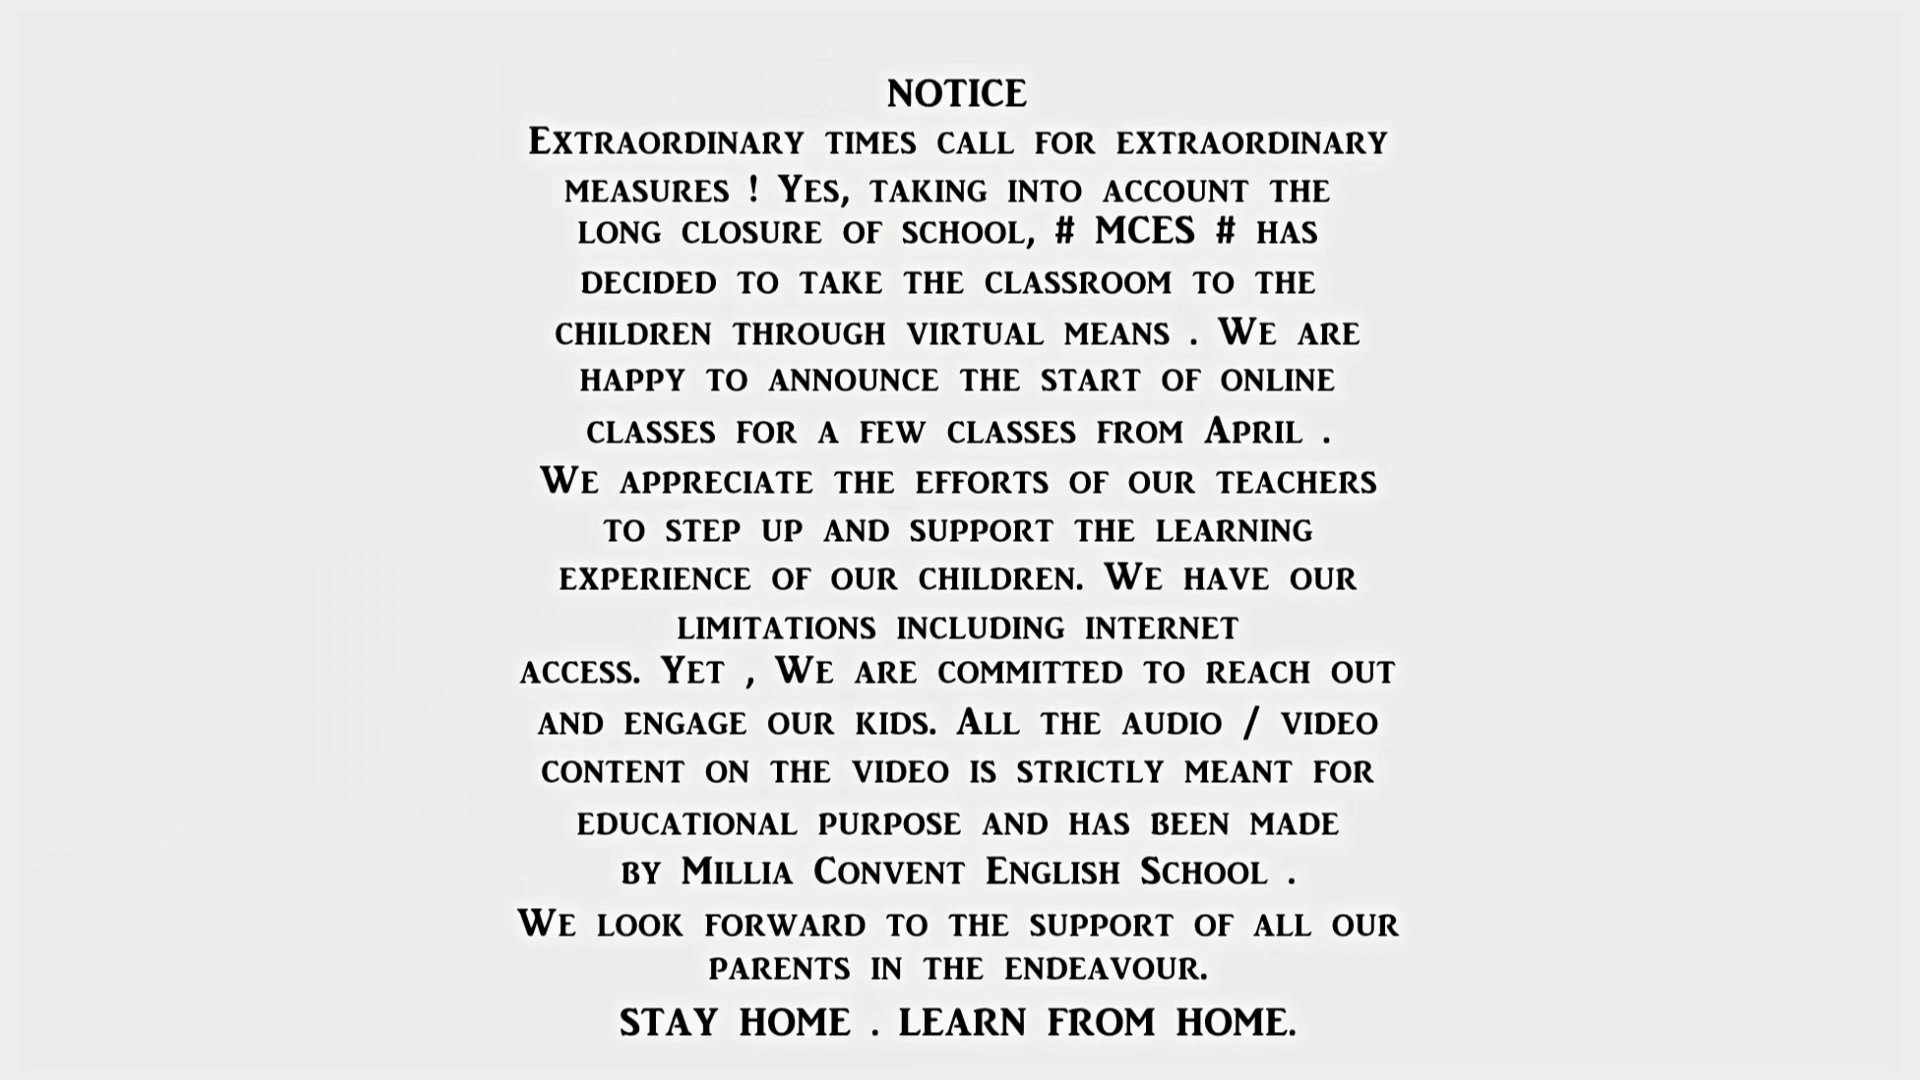 NOTICE
Extraordinary times call for extraordinary
measures ! Yes, taking into account the
long closure of school, # MCES # has
decided to take the classroom to the
children through virtual means . We are
happy to announce the start of online
classes for a few classes from April .
We appreciate the efforts of our teachers
to step up and support the learning
experience of our children. We have our
limitations including internet
access. Yet , We are committed to reach out
and engage our kids. All the audio / video
content on the video is strictly meant for
educational purpose and has been made
by Millia Convent English School .
We look forward to the support of all our
parents in the endeavour.
STAY HOME . LEARN FROM HOME.